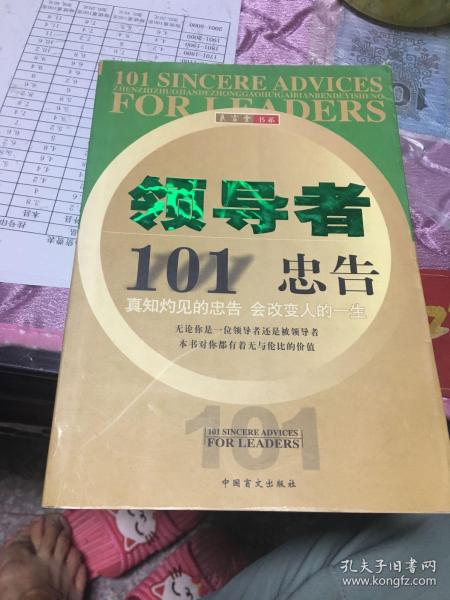 101 SINCERE ADVICES
ZHENZHIZHUOJIANDEZHONGGAOHUIGAIBIANRENDEYISHENG
FOR LEADERS
良言堂 书系
领导者
101 忠告
真知灼见的忠告 会改变人的一生
无论你是一位领导者还是被领导者
本书对你都有着无与伦比的价值
101
101 SINCERE ADVICES
FOR LEADERS
中国盲文出版社
孔夫子旧书网
www.kongfz.com